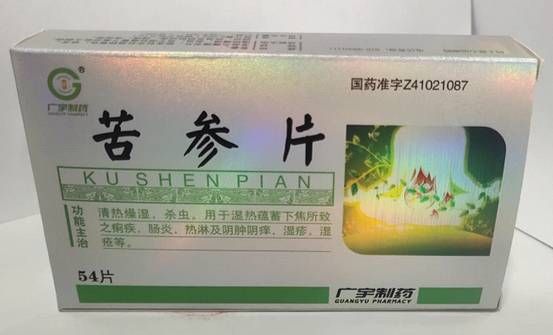 广宇制药
GUANGYU PHARMACY
国药准字Z41021087
苦参片
KU SHEN PIAN
功能主治
清热燥湿，杀虫。用于湿热蕴蓄下焦所致
之痢疾，肠炎，热淋及阴肿阴痒，湿疹，湿
疮等。
54片
广宇制药
GUANGYU PHARMACY